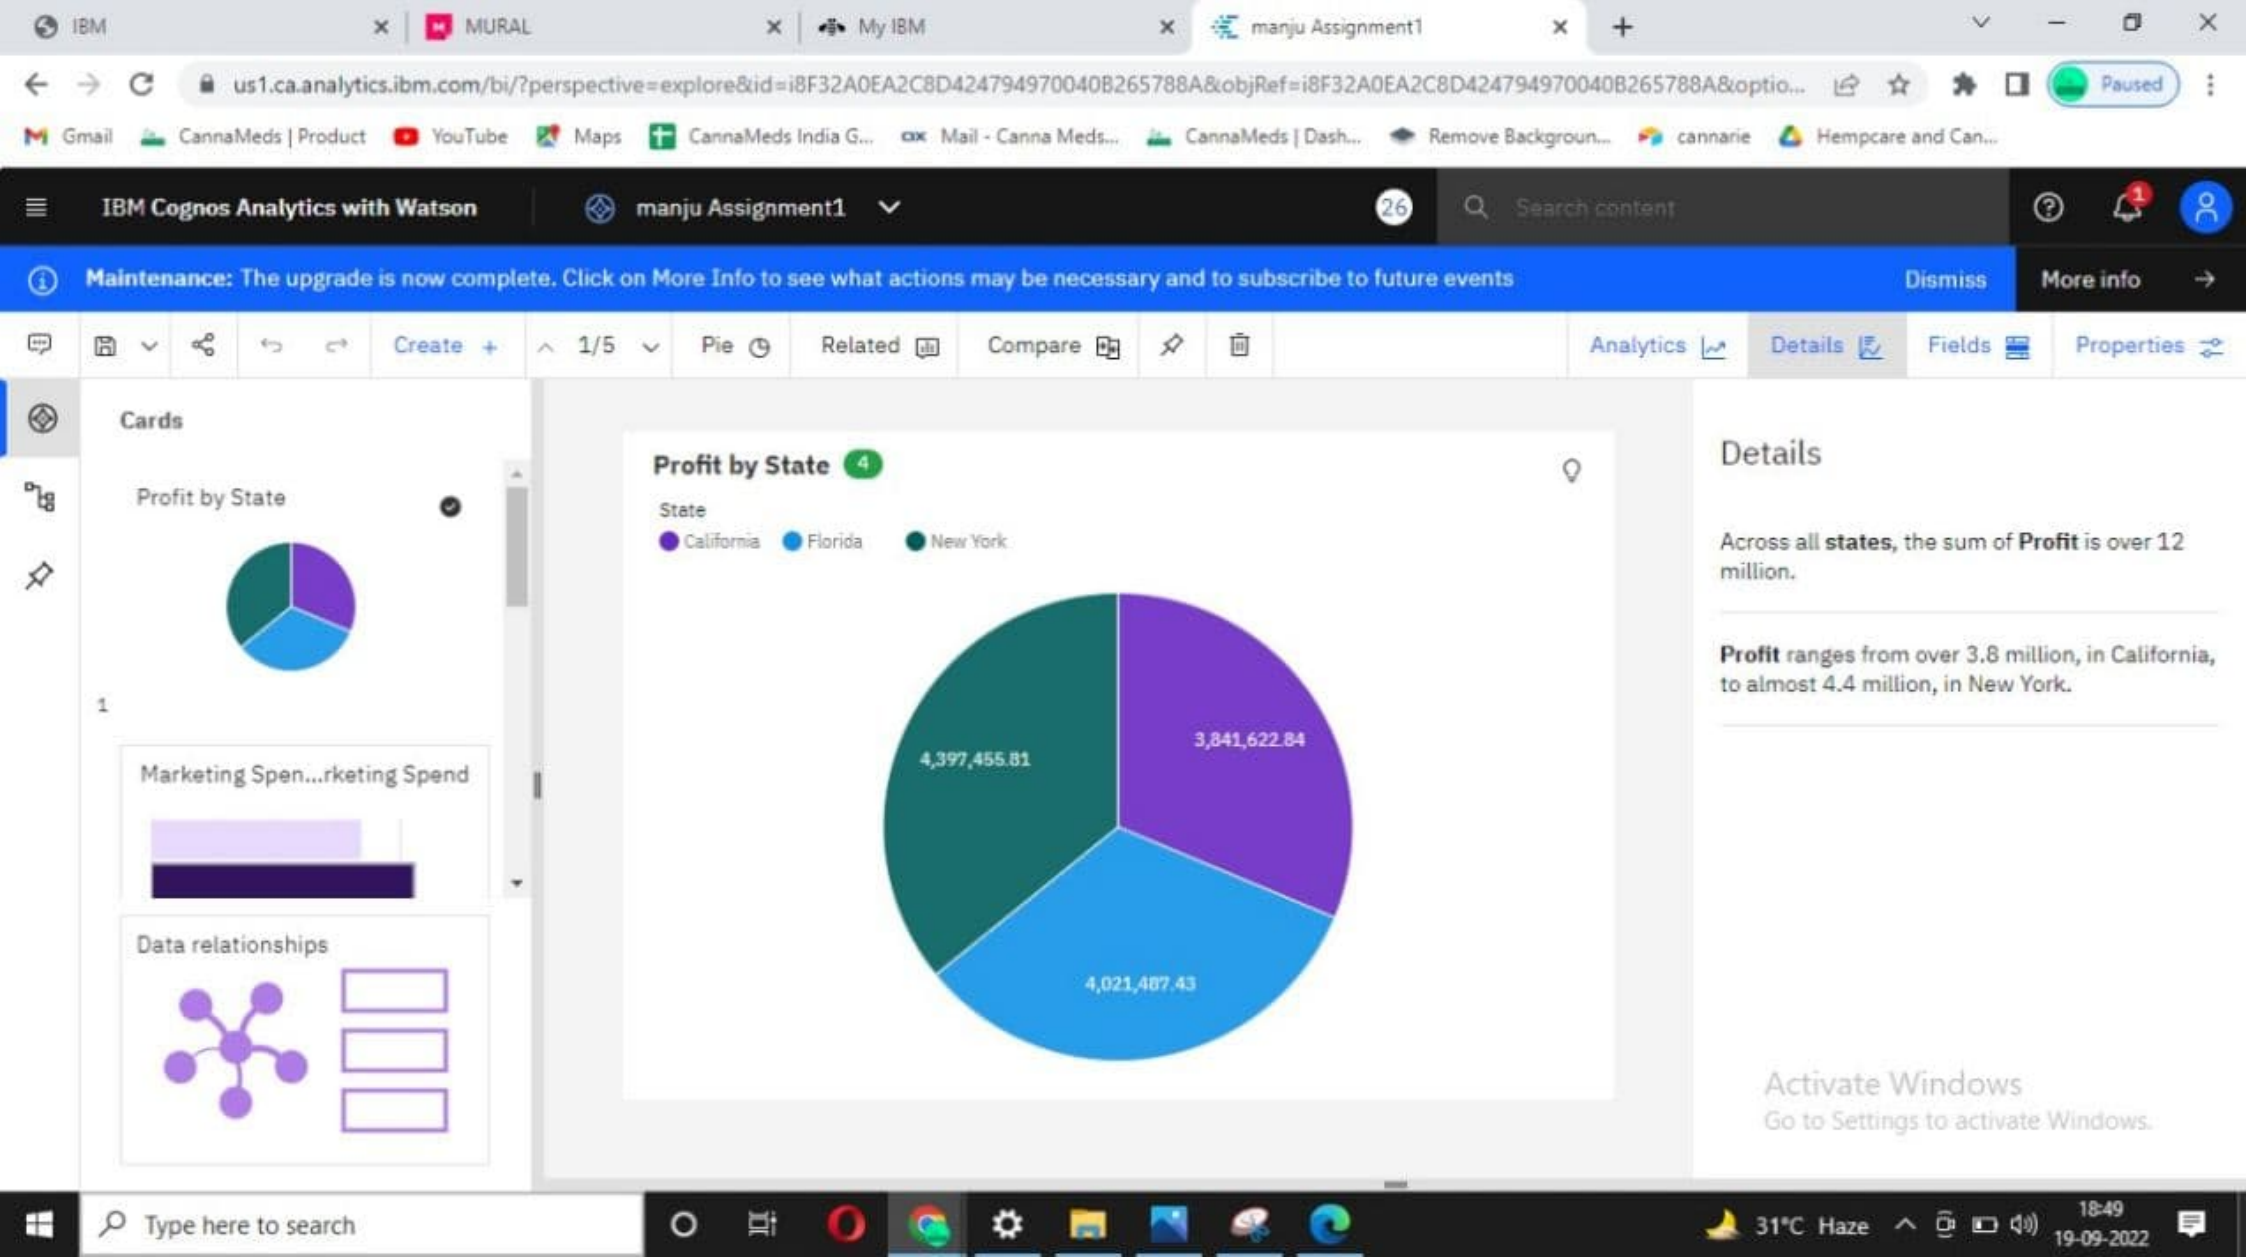 IBM
MURAL
My IBM
manju Assignment1
us1.ca.analytics.ibm.com/bi/?perspective=explore&id=i8F32A0EA2C8D424794970040B265788A&objRef=i8F32A0EA2C8D424794970040B265788A&optio...
Paused
Gmail
CannaMeds | Product
YouTube
Maps
CannaMeds India G...
Mail - Canna Meds...
CannaMeds | Dash...
Remove Backgroun...
cannarie
Hempcare and Can...
IBM Cognos Analytics with Watson
manju Assignment1
26
Search content
1
Maintenance: The upgrade is now complete. Click on More Info to see what actions may be necessary and to subscribe to future events
Dismiss
More info
Create +
1/5
Pie
Related
Compare
Analytics
Details
Fields
Properties
Cards
Profit by State
1
Marketing Spen...rketing Spend
Data relationships
Profit by State 4
State
California
Florida
New York
4,397,455.81
3,841,622.84
4,021,487.43
Details
Across all states, the sum of Profit is over 12
million.
Profit ranges from over 3.8 million, in California,
to almost 4.4 million, in New York.
Activate Windows
Go to Settings to activate Windows.
Type here to search
31°C Haze
18:49
19-09-2022